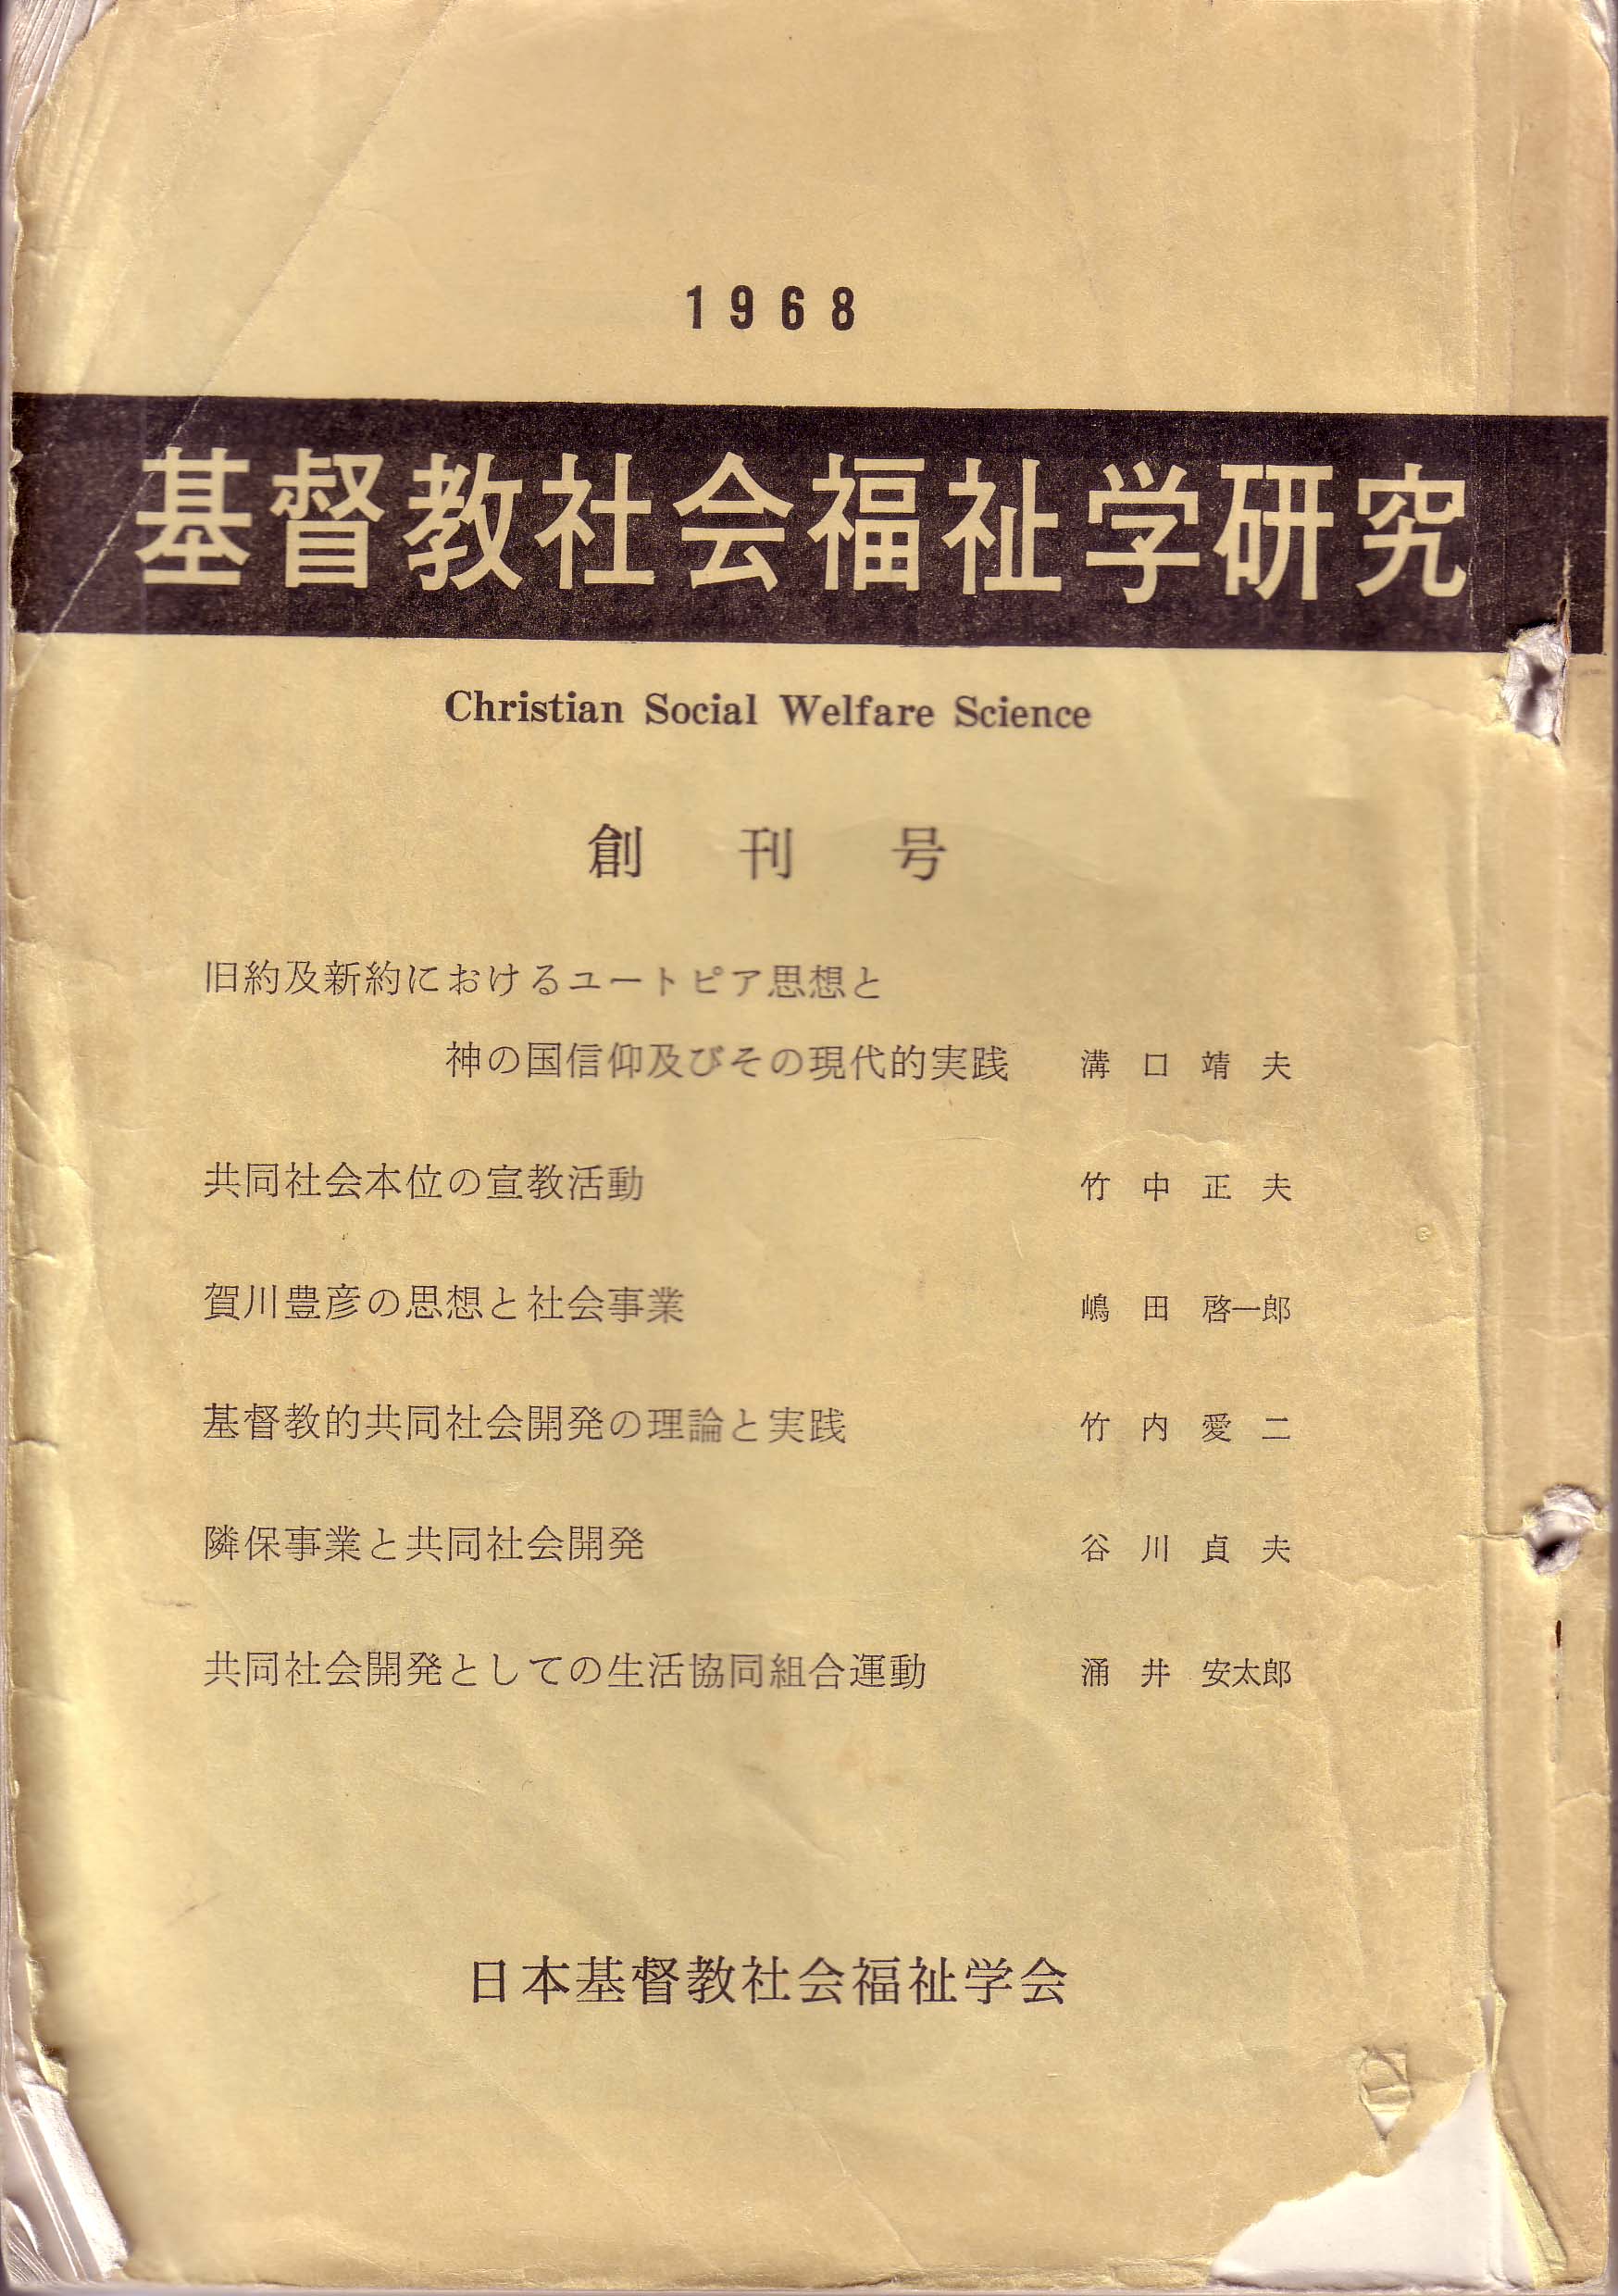 1968
基督教社会福祉学研究
Christian Social Welfare Science
創刊号
旧約及新約におけるユートピア思想と
神の国信仰及びその現代的実践 溝口靖夫
共同社会本位の宣教活動 竹中正夫
賀川豊彦の思想と社会事業 嶋田啓一郎
基督教的共同社会開発の理論と実践 竹内愛二
隣保事業と共同社会開発 谷川貞夫
共同社会開発としての生活協同組合運動 涌井安太郎
日本基督教社会福祉学会